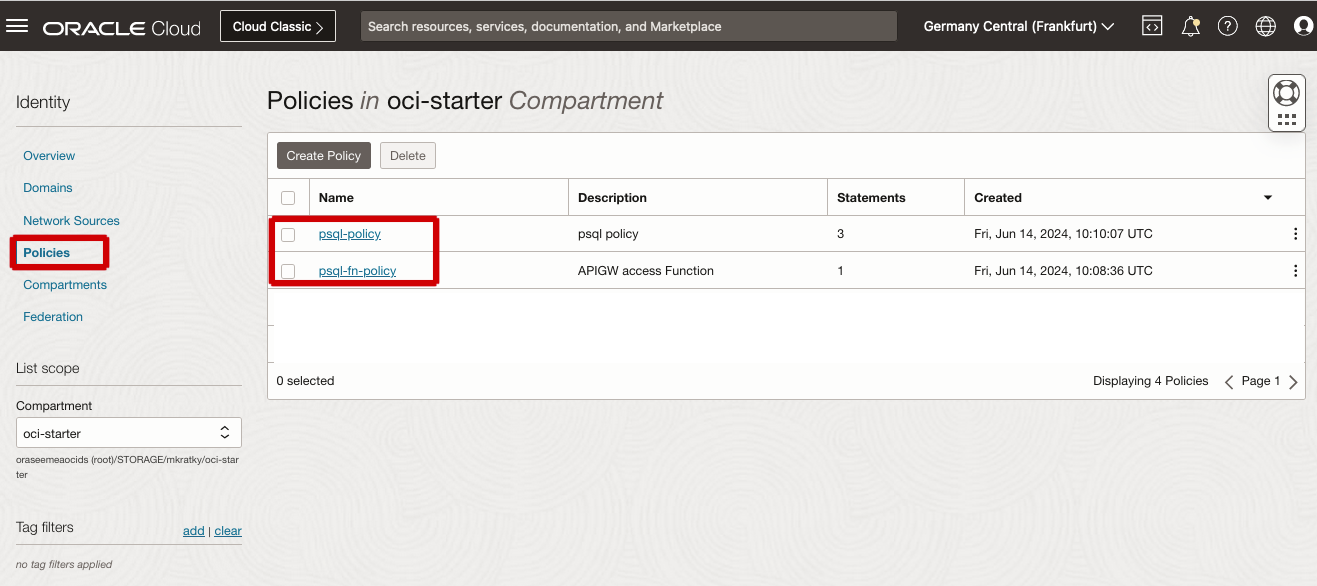 ORACLE Cloud
Cloud Classic
Search resources, services, documentation, and Marketplace
Germany Central (Frankfurt)
Identity
Overview
Domains
Network Sources
Policies
Compartments
Federation
List scope
Compartment
oci-starter
oraseemeaocids (root)/STORAGE/mkratky/oci-star
ter
Tag filters
add | clear
no tag filters applied
Policies in oci-starter Compartment
Create Policy Delete
Name Description Statements Created
psql-policy psql policy 3 Fri, Jun 14, 2024, 10:10:07 UTC
psql-fn-policy APIGW access Function 1 Fri, Jun 14, 2024, 10:08:36 UTC
0 selected Displaying 4 Policies Page 1